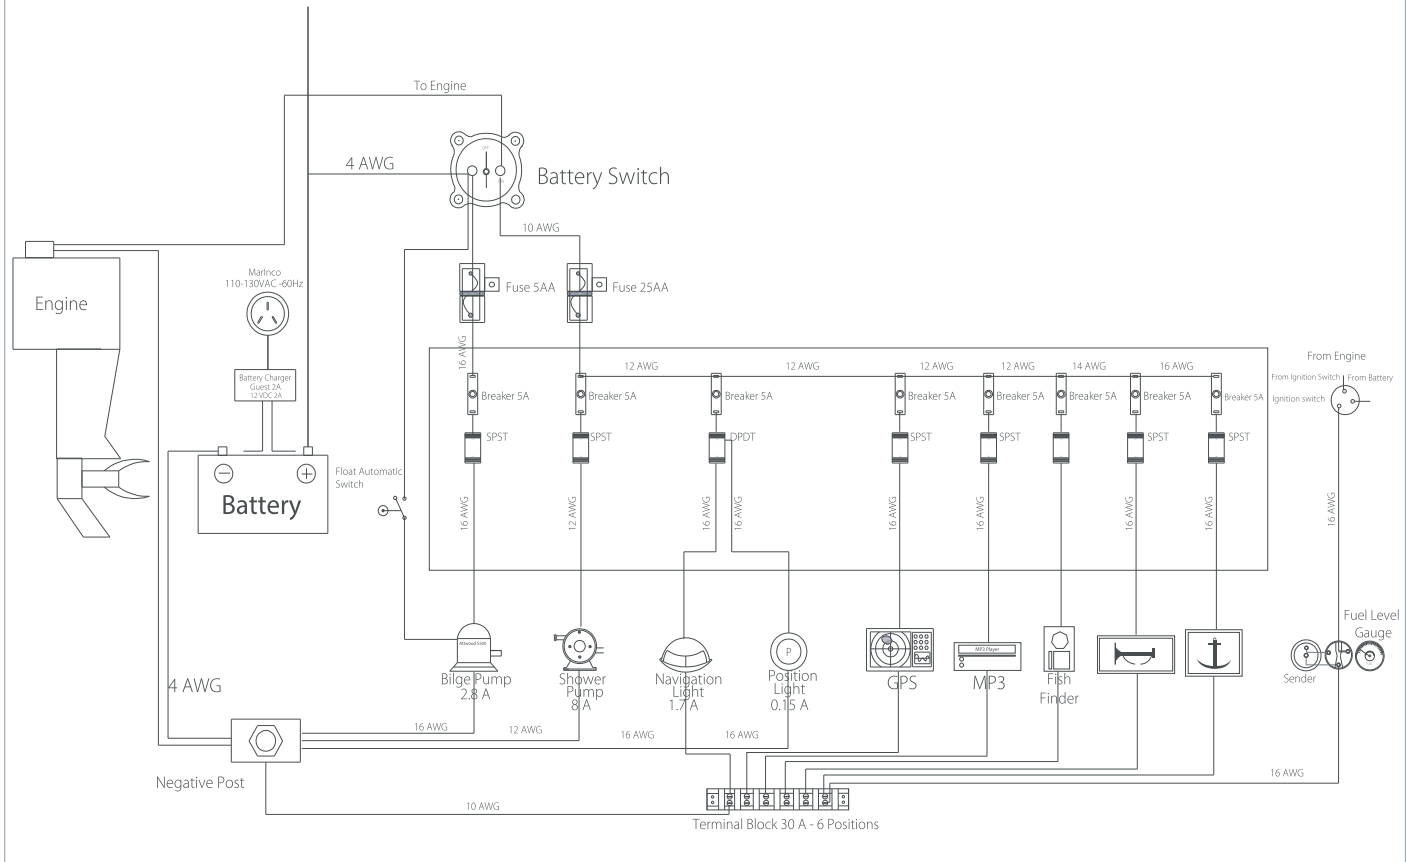 To Engine
OFF
4 AWG
Battery Switch
10 AWG
Marlnco
110-130VAC -60Hz
Engine
Fuse 5AA
Fuse 25AA
16 AWG
12 AWG
12 AWG
12 AWG
12 AWG
14 AWG
16 AWG
From Engine
From Ignition Switch
From Battery
Ignition switch
Battery Charger
Guest 2A
12 VDC 2A
Breaker 5A
Breaker 5A
Breaker 5A
Breaker 5A
Breaker 5A
Breaker 5A
Breaker 5A
Breaker 5A
SPST
SPST
DPDT
SPST
SPST
SPST
SPST
Float Automatic
Switch
Battery
16 AWG
12 AWG
16 AWG
16 AWG
16 AWG
16 AWG
16 AWG
16 AWG
16 AWG
Fuel Level
Gauge
Attwood S500
P
MP3 Player
Sender
Bilge Pump
2.8 A
Shower
Pump
8 A
Navigation
Light
1.7 A
Position
Light
0.15 A
GPS
MP3
Fish
Finder
4 AWG
16 AWG
12 AWG
16 AWG
16 AWG
16 AWG
Negative Post
10 AWG
Terminal Block 30 A - 6 Positions